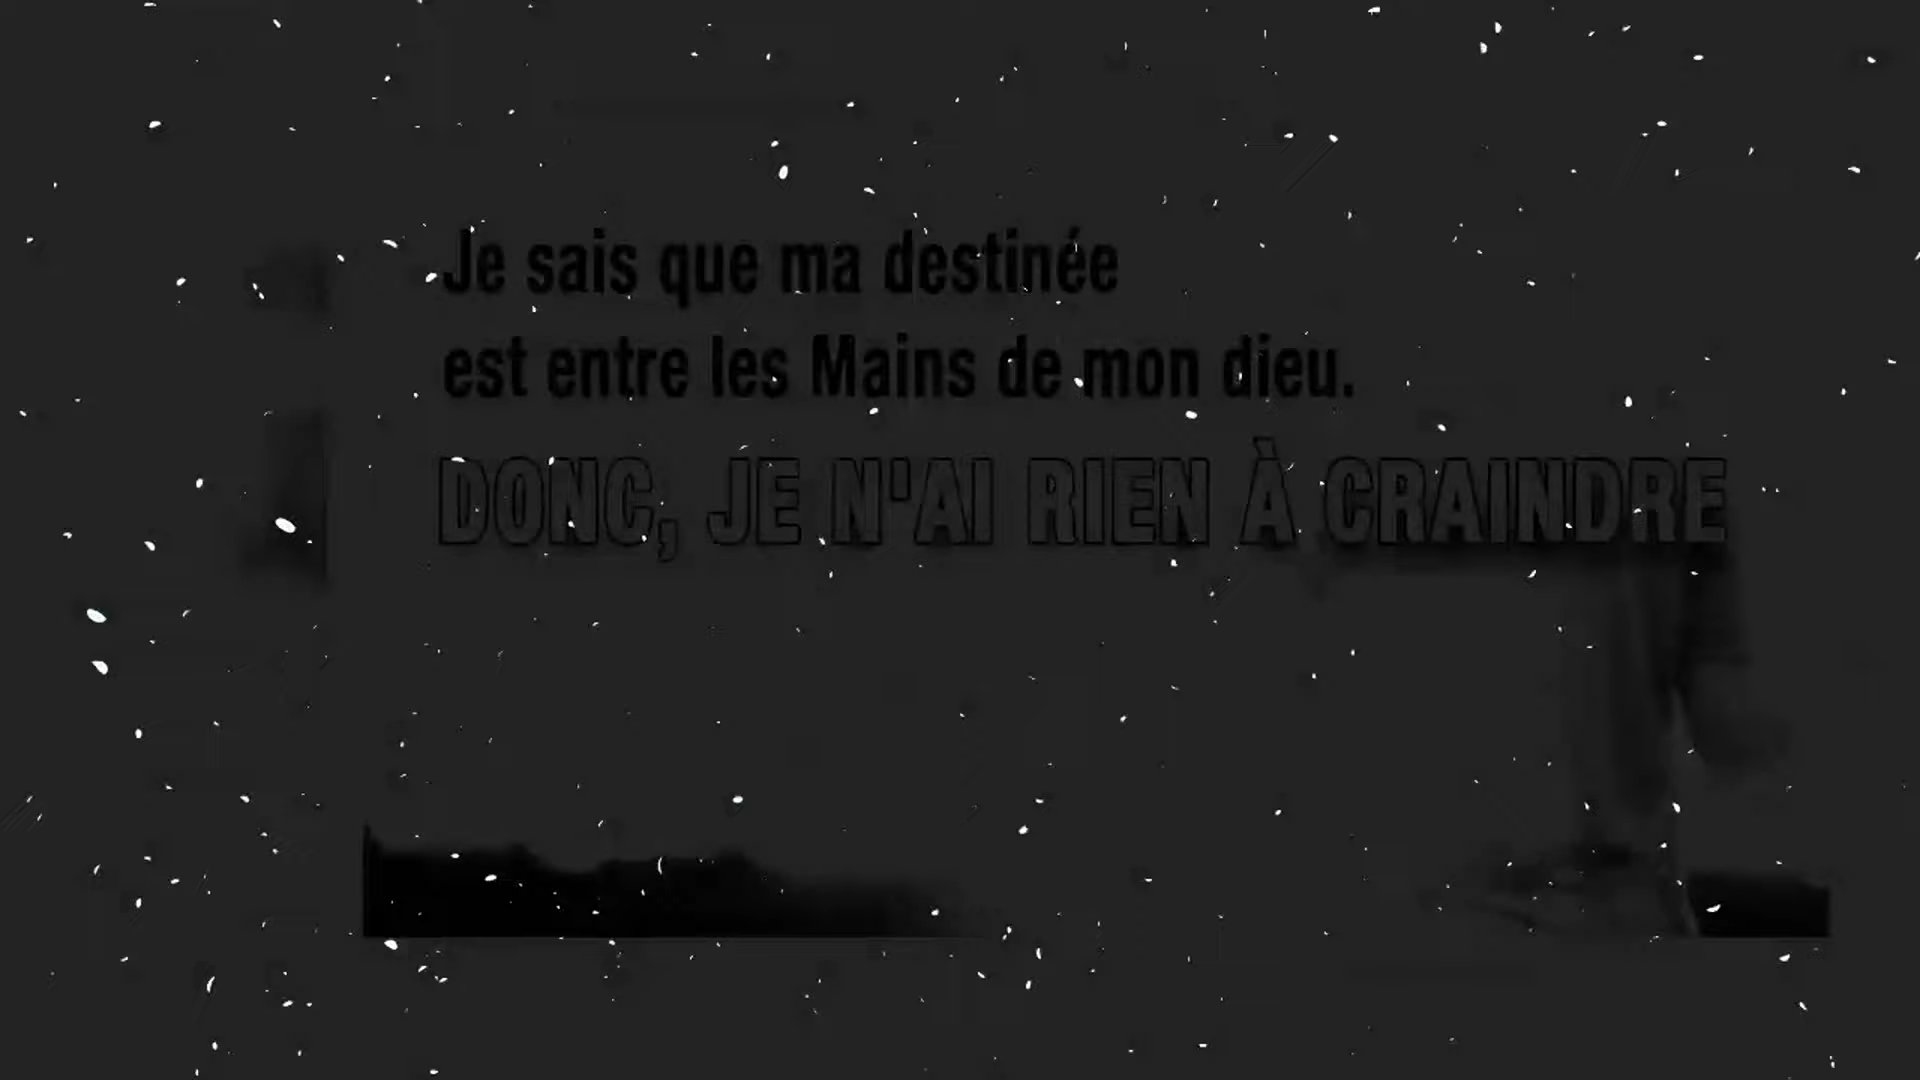 Je sais que ma destinée
est entre les Mains de mon dieu.
DONC, JE N'AI RIEN À CRAINDRE